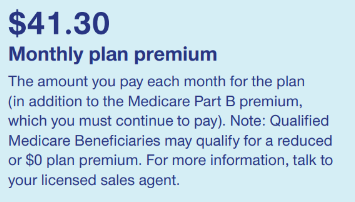 $41.30
Monthly plan premium
The amount you pay each month for the plan
(in addition to the Medicare Part B premium,
which you must continue to pay). Note: Qualified
Medicare Beneficiaries may qualify for a reduced
or $0 plan premium. For more information, talk to
your licensed sales agent.